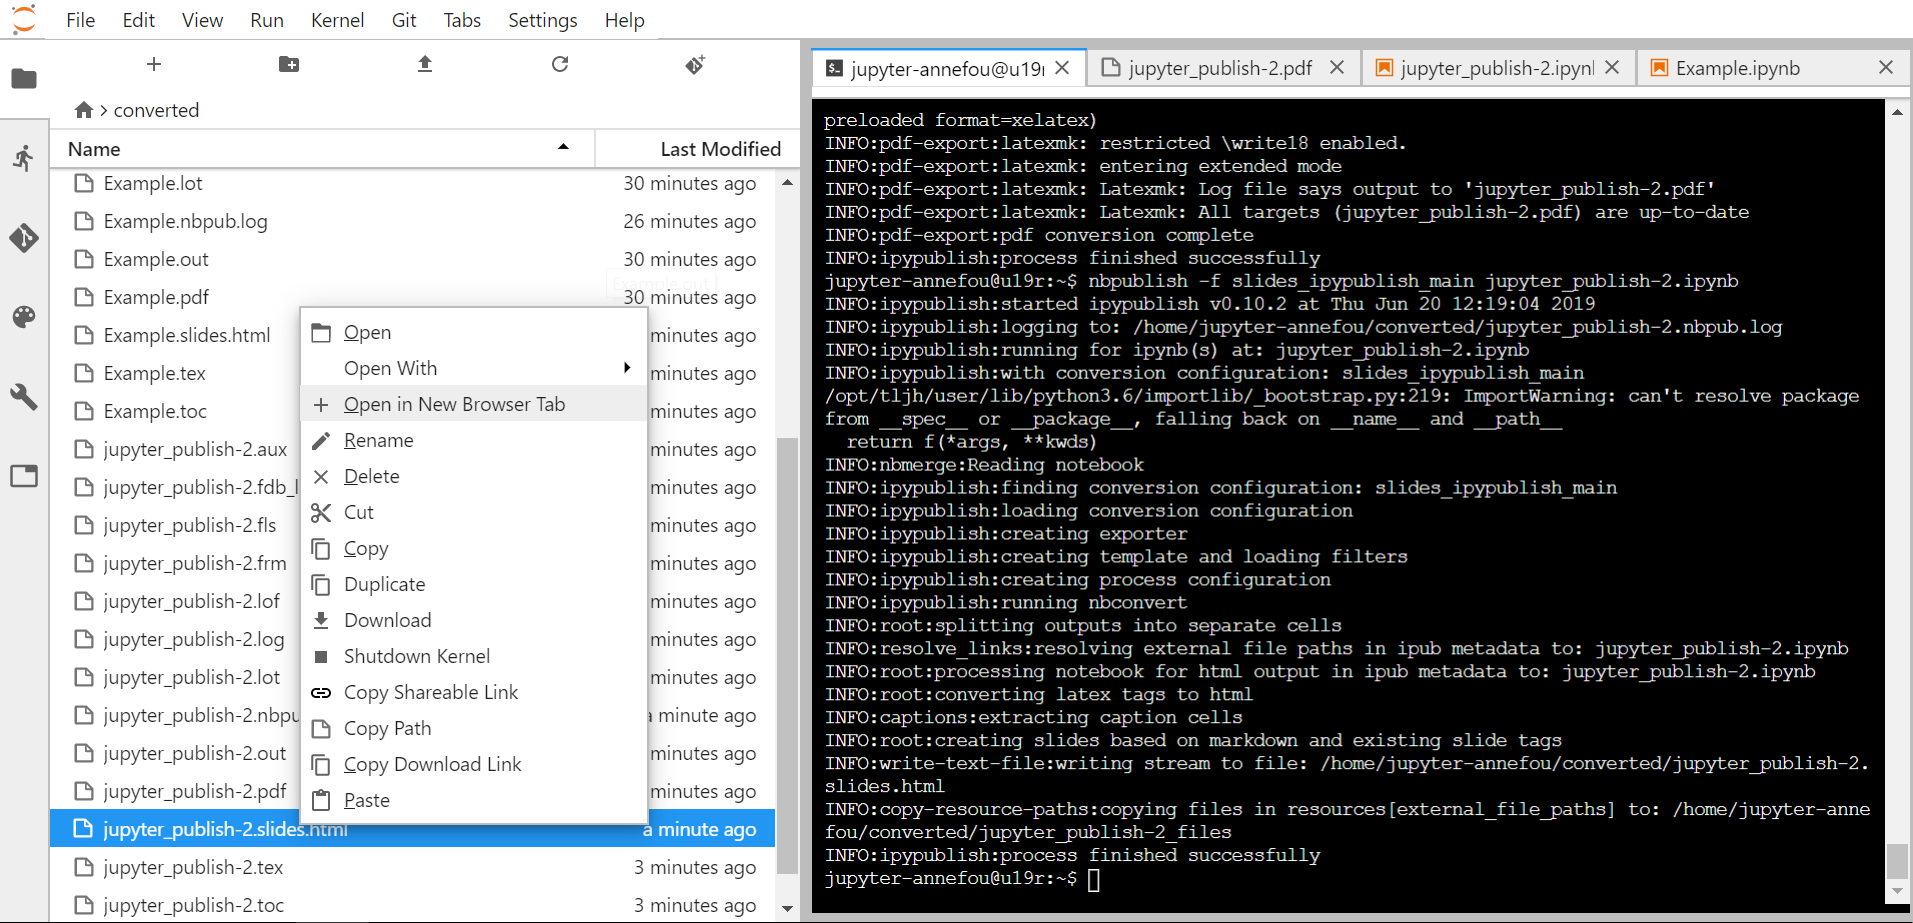 File Edit View Run Kernel Git Tabs Settings Help
converted
Name Last Modified
Example.lot 30 minutes ago
Example.nbpub.log 26 minutes ago
Example.out 30 minutes ago
Example.out
Example.pdf 30 minutes ago
Example.slides.html minutes ago
Example.tex minutes ago
Example.toc minutes ago
jupyter_publish-2.aux minutes ago
jupyter_publish-2.fdb_l minutes ago
jupyter_publish-2.fls minutes ago
jupyter_publish-2.frm minutes ago
jupyter_publish-2.lof minutes ago
jupyter_publish-2.log minutes ago
jupyter_publish-2.lot minutes ago
jupyter_publish-2.nbpu a minute ago
jupyter_publish-2.out minutes ago
jupyter_publish-2.pdf minutes ago
jupyter_publish-2.slides.html a minute ago
jupyter_publish-2.tex 3 minutes ago
jupyter_publish-2.toc 3 minutes ago
Open
Open With
Open in New Browser Tab
Rename
Delete
Cut
Copy
Duplicate
Download
Shutdown Kernel
Copy Shareable Link
Copy Path
Copy Download Link
Paste
jupyter-annefou@u19r jupyter_publish-2.pdf jupyter_publish-2.ipynl Example.ipynb
preloaded format=xelatex)
INFO:pdf-export:latexmk: restricted \write18 enabled.
INFO:pdf-export:latexmk: entering extended mode
INFO:pdf-export:latexmk: Latexmk: Log file says output to 'jupyter_publish-2.pdf'
INFO:pdf-export:latexmk: Latexmk: All targets (jupyter_publish-2.pdf) are up-to-date
INFO:pdf-export:pdf conversion complete
INFO:ipypublish:process finished successfully
jupyter-annefou@u19r:~$ nbpublish -f slides_ipypublish_main jupyter_publish-2.ipynb
INFO:ipypublish:started ipypublish v0.10.2 at Thu Jun 20 12:19:04 2019
INFO:ipypublish:logging to: /home/jupyter-annefou/converted/jupyter_publish-2.nbpub.log
INFO:ipypublish:running for ipynb(s) at: jupyter_publish-2.ipynb
INFO:ipypublish:with conversion configuration: slides_ipypublish_main
/opt/tljh/user/lib/python3.6/importlib/_bootstrap.py:219: ImportWarning: can't resolve package
from __spec__ or __package__, falling back on __name__ and __path__
return f(*args, **kwds)
INFO:nbmerge:Reading notebook
INFO:ipypublish:finding conversion configuration: slides_ipypublish_main
INFO:ipypublish:loading conversion configuration
INFO:ipypublish:creating exporter
INFO:ipypublish:creating template and loading filters
INFO:ipypublish:creating process configuration
INFO:ipypublish:running nbconvert
INFO:root:splitting outputs into separate cells
INFO:resolve_links:resolving external file paths in ipub metadata to: jupyter_publish-2.ipynb
INFO:root:processing notebook for html output in ipub metadata to: jupyter_publish-2.ipynb
INFO:root:converting latex tags to html
INFO:captions:extracting caption cells
INFO:root:creating slides based on markdown and existing slide tags
INFO:write-text-file:writing stream to file: /home/jupyter-annefou/converted/jupyter_publish-2.
slides.html
INFO:copy-resource-paths:copying files in resources[external_file_paths] to: /home/jupyter-anne
fou/converted/jupyter_publish-2_files
INFO:ipypublish:process finished successfully
jupyter-annefou@u19r:~$